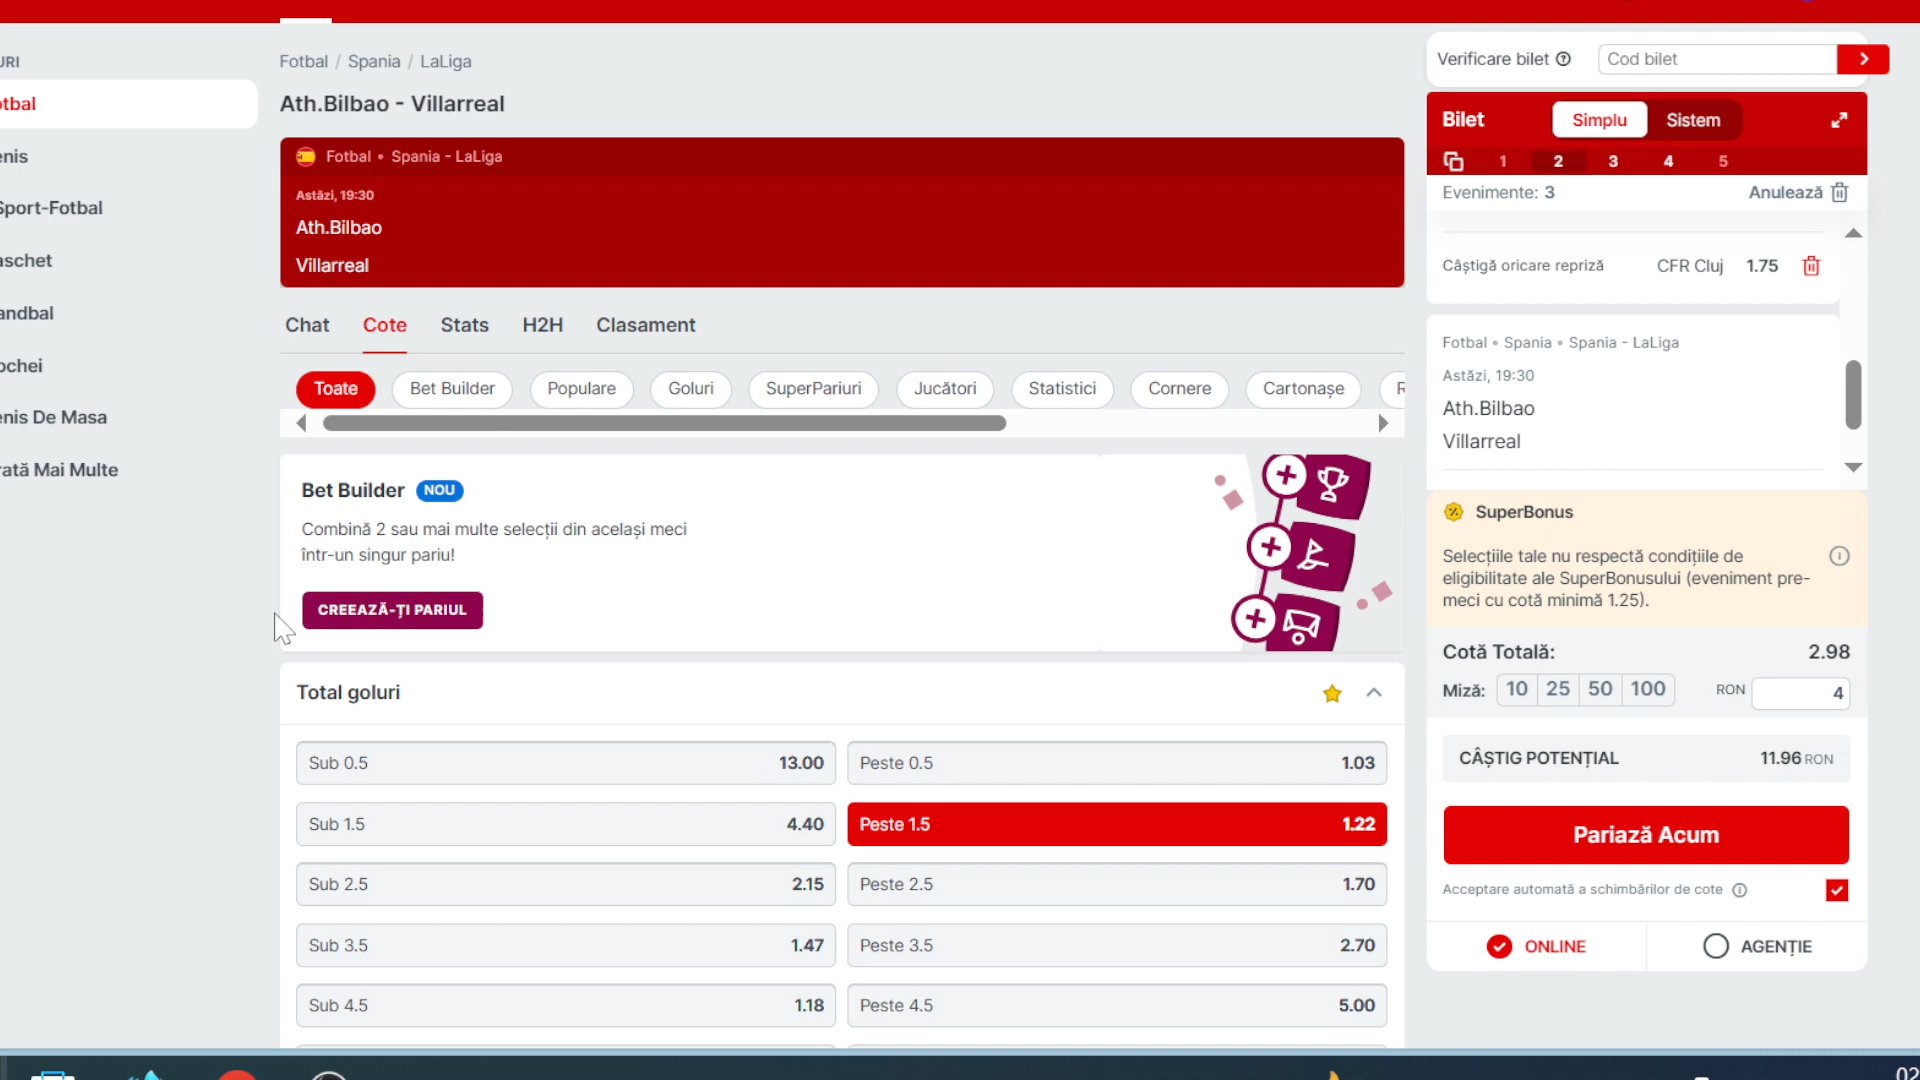 Fotbal / Spania / LaLiga
Ath.Bilbao - Villarreal
Fotbal • Spania - LaLiga
Astăzi, 19:30
Ath.Bilbao
Villarreal
Chat Cote Stats H2H Clasament
Toate Bet Builder Populare Goluri SuperPariuri Jucători Statistici Cornere Cartonașe
Bet Builder NOU
Combină 2 sau mai multe selecții din același meci
într-un singur pariu!
CREEAZĂ-ȚI PARIUL
Total goluri
Sub 0.5 13.00 Peste 0.5 1.03
Sub 1.5 4.40 Peste 1.5 1.22
Sub 2.5 2.15 Peste 2.5 1.70
Sub 3.5 1.47 Peste 3.5 2.70
Sub 4.5 1.18 Peste 4.5 5.00
URI
otbal
enis
Sport-Fotbal
aschet
andbal
ochei
enis De Masa
rată Mai Multe
Verificare bilet Cod bilet
Bilet Simplu Sistem
1 2 3 4 5
Evenimente: 3 Anulează
Câștigă oricare repriză CFR Cluj 1.75
Fotbal • Spania • Spania - LaLiga
Astăzi, 19:30
Ath.Bilbao
Villarreal
SuperBonus
Selecțiile tale nu respectă condițiile de
eligibilitate ale SuperBonusului (eveniment pre-
meci cu cotă minimă 1.25).
Cotă Totală: 2.98
Miză: 10 25 50 100 RON 4
CÂȘTIG POTENȚIAL 11.96 RON
Pariază Acum
Acceptare automată a schimbărilor de cote
ONLINE AGENȚIE
02